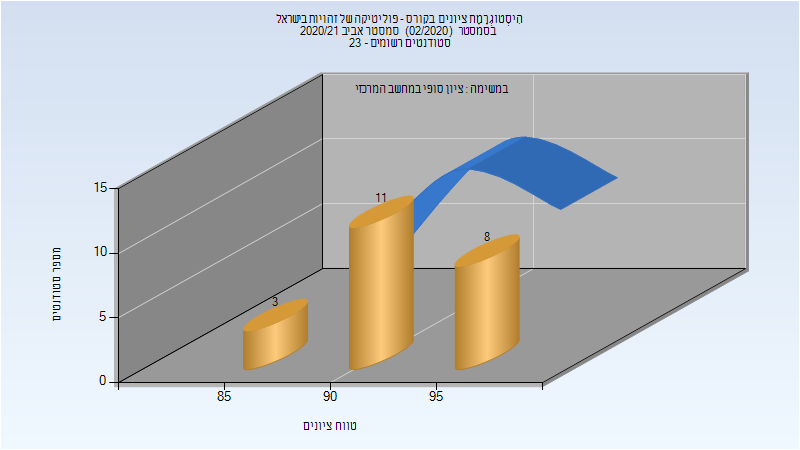 היסטוגרמת ציונים בקורס - פוליטיקה של זהויות בישראל
בסמסטר (02/2020) סמסטר אביב 2020/21
סטודנטים רשומים - 23
במשימה : ציון סופי במחשב המרכזי
15
10
5
0
מספר סטודנטים
3
11
8
85
90
95
טווח ציונים